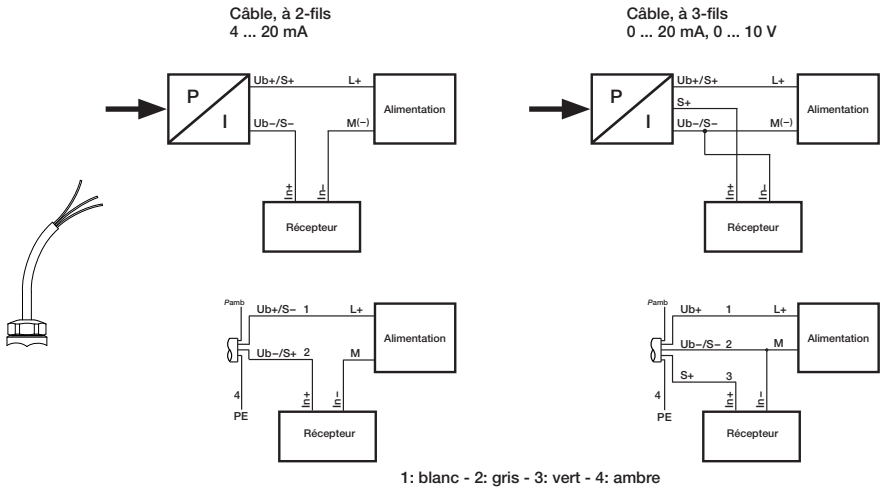 Câble, à 2-fils
4 ... 20 mA
Câble, à 3-fils
0 ... 20 mA, 0 ... 10 V
P
I
Ub+/S+
L+
Ub–/S–
M(–)
Alimentation
In+
In–
Récepteur
P
I
Ub+/S+
L+
S+
Ub–/S–
M(–)
Alimentation
In+
In–
Récepteur
Pamb
Ub+/S– 1
L+
Ub–/S+ 2
M
Alimentation
4
PE
In+
In–
Récepteur
Pamb
Ub+ 1
L+
Ub–/S– 2
M
Alimentation
S+ 3
4
PE
In+
In–
Récepteur
1: blanc - 2: gris - 3: vert - 4: ambre